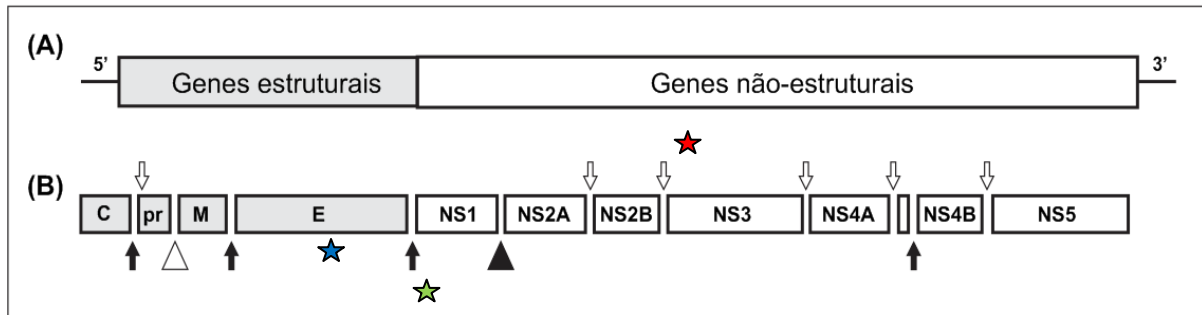 (A)
5’ Genes estruturais Genes não-estruturais 3’
(B)
C pr M E NS1 NS2A NS2B NS3 NS4A NS4B NS5